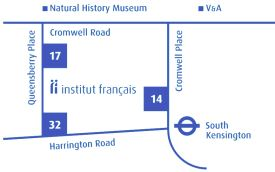 Natural History Museum
V&A
Cromwell Road
Queensberry Place
17
Cromwell Place
institut français
14
32
South
Kensington
Harrington Road